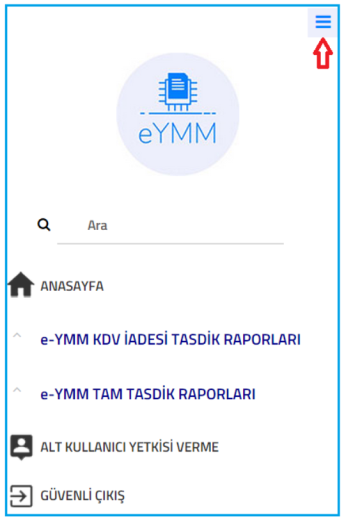 eYMM
Ara
ANASAYFA
e-YMM KDV İADESİ TASDİK RAPORLARI
e-YMM TAM TASDİK RAPORLARI
ALT KULLANICI YETKİSİ VERME
GÜVENLİ ÇIKIŞ